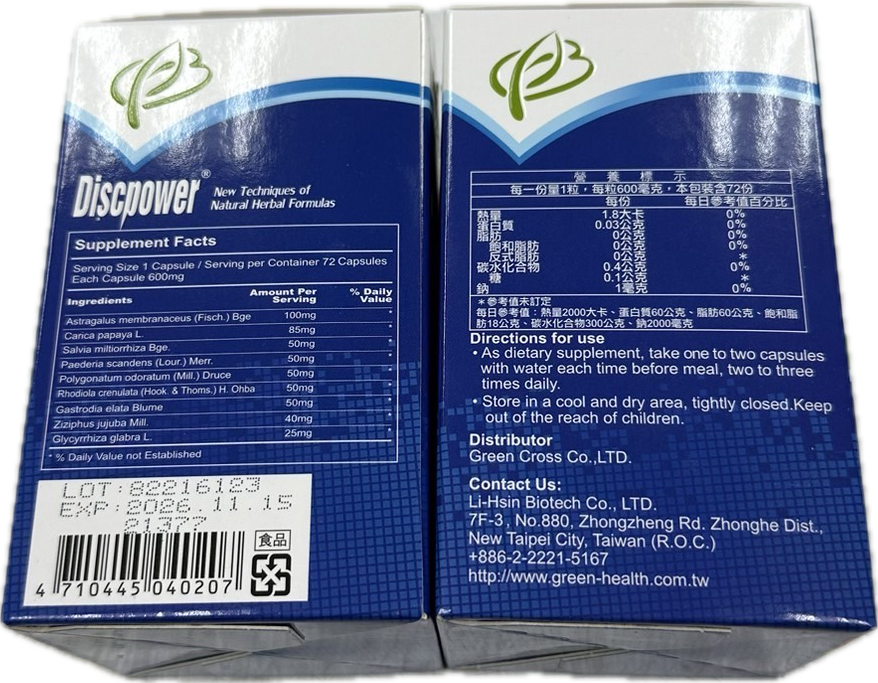 Discpower®
New Techniques of
Natural Herbal Formulas
Supplement Facts
Serving Size 1 Capsule / Serving per Container 72 Capsules
Each Capsule 600mg
Ingredients Amount Per Serving % Daily Value
Astragalus membranaceus (Fisch.) Bge 100mg *
Carica papaya L. 85mg *
Salvia miltiorrhiza Bge. 50mg *
Paederia scandens (Lour.) Merr. 50mg *
Polygonatum odoratum (Mill.) Druce 50mg *
Rhodiola crenulata (Hook. & Thoms.) H. Ohba 50mg *
Gastrodia elata Blume 50mg *
Ziziphus jujuba Mill. 40mg *
Glycyrrhiza glabra L. 25mg *
* % Daily Value not Established
LOT:82216123
EXP:2026.11.15
21377
食品
4 710445 040207
營養標示
每一份量1粒，每粒600毫克，本包裝含72份
每份 每日參考值百分比
熱量 1.8大卡 0%
蛋白質 0.03公克 0%
脂肪 0公克 0%
飽和脂肪 0公克 0%
反式脂肪 0公克 *
碳水化合物 0.4公克 0%
糖 0.1公克 *
鈉 1毫克 0%
*參考值未訂定
每日參考值：熱量2000大卡、蛋白質60公克、脂肪60公克、飽和脂
肪18公克、碳水化合物300公克、鈉2000毫克
Directions for use
• As dietary supplement, take one to two capsules
with water each time before meal, two to three
times daily.
• Store in a cool and dry area, tightly closed.Keep
out of the reach of children.
Distributor
Green Cross Co.,LTD.
Contact Us:
Li-Hsin Biotech Co., LTD.
7F-3, No.880, Zhongzheng Rd. Zhonghe Dist.,
New Taipei City, Taiwan (R.O.C.)
+886-2-2221-5167
http://www.green-health.com.tw